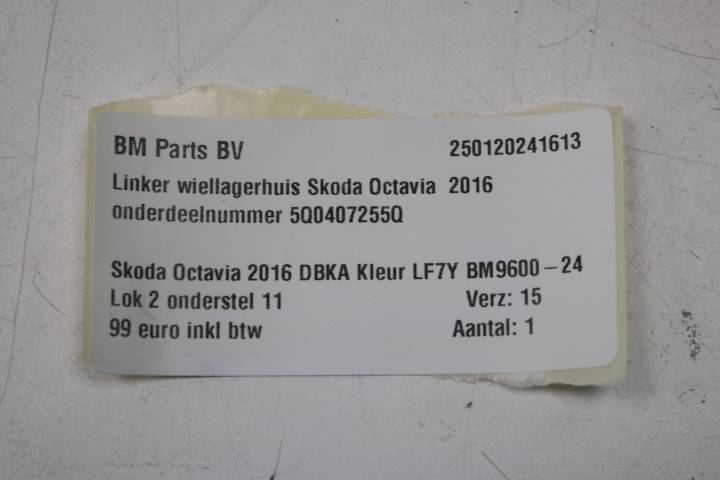 BM Parts BV 250120241613
Linker wiellagerhuis Skoda Octavia 2016
onderdeelnummer 5Q0407255Q
Skoda Octavia 2016 DBKA Kleur LF7Y BM9600-24
Lok 2 onderstel 11 Verz: 15
99 euro inkl btw Aantal: 1